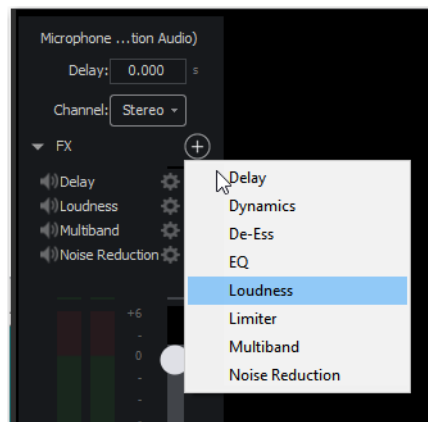 Microphone ...tion Audio)
Delay: 0.000 s
Channel: Stereo
FX
Delay
Loudness
Multiband
Noise Reduction
+6
-
0
-
-
Delay
Dynamics
De-Ess
EQ
Loudness
Limiter
Multiband
Noise Reduction